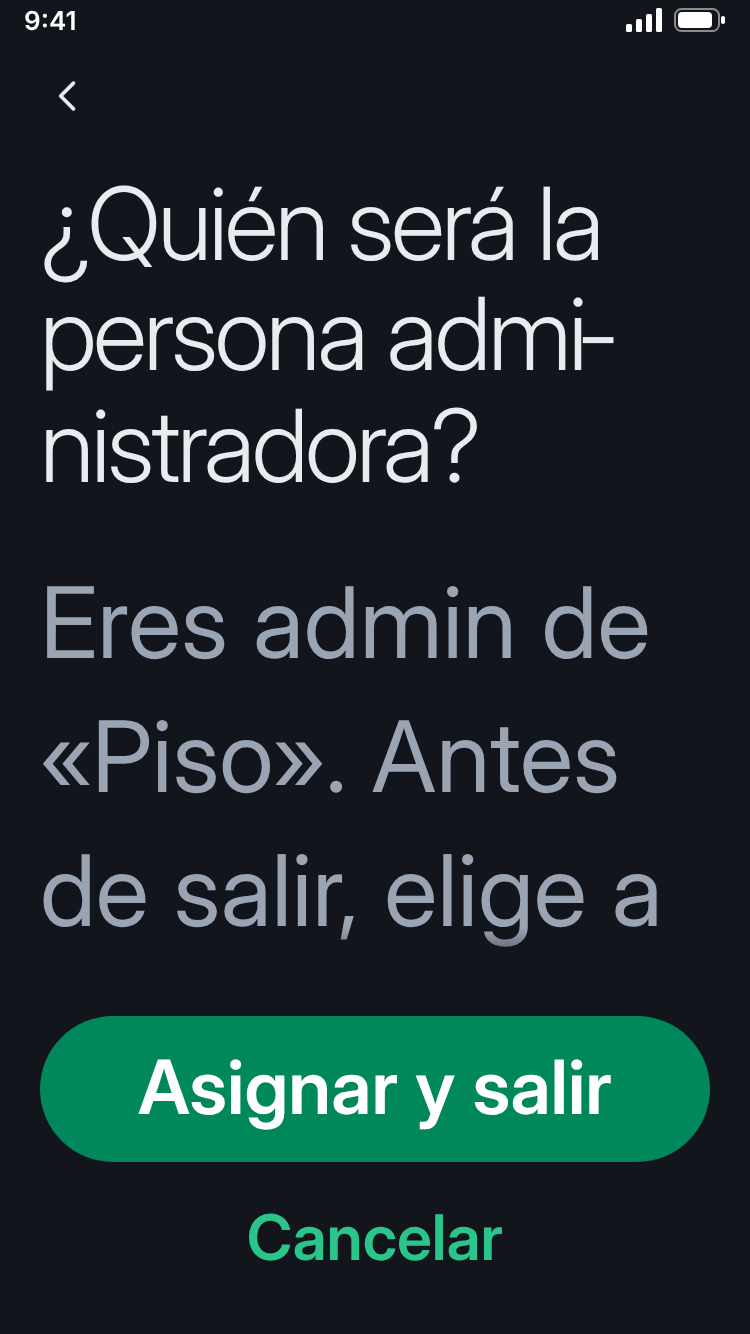 9:41
¿Quién será la
persona admi-
nistradora?
Eres admin de
«Piso». Antes
de salir, elige a
Asignar y salir
Cancelar